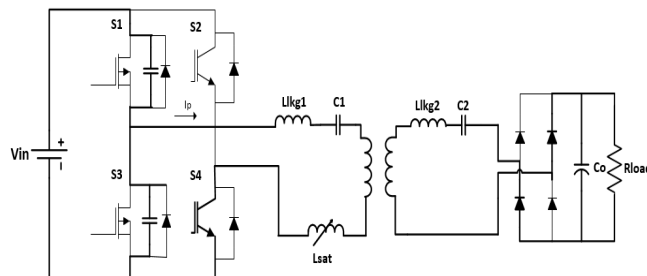 S1
S2
Ip
Llkg1
C1
Llkg2
C2
Vin
+
-
S3
S4
Co
Rload
Lsat